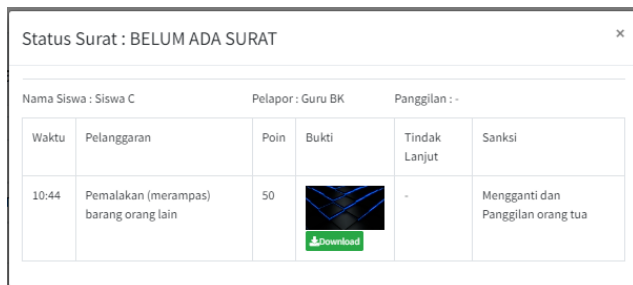 Status Surat : BELUM ADA SURAT
×
Nama Siswa : Siswa C Pelapor : Guru BK Panggilan : -
Waktu Pelanggaran Poin Bukti Tindak Lanjut Sanksi
10:44 Pemalakan (merampas) barang orang lain 50 - Mengganti dan Panggilan orang tua
Download